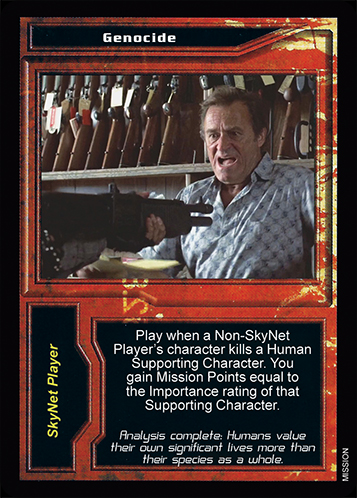 Genocide
SkyNet Player
Play when a Non-SkyNet
Player's character kills a Human
Supporting Character. You
gain Mission Points equal to
the Importance rating of that
Supporting Character.
Analysis complete: Humans value
their own significant lives more than
their species as a whole.
MISSION